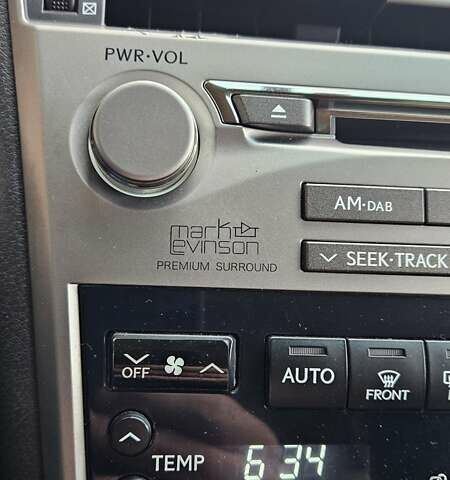 PWR·VOL
AM·DAB
mark
levinson
PREMIUM SURROUND
SEEK·TRACK
OFF
AUTO
FRONT
TEMP
6:34